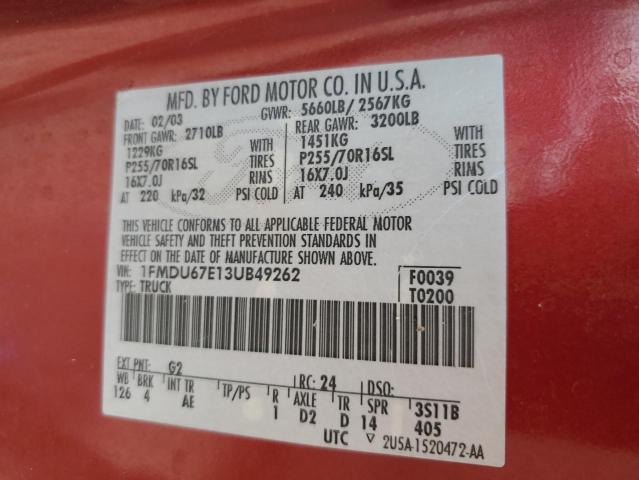 MFD. BY FORD MOTOR CO. IN U.S.A.
DATE: 02/03 GVWR: 5660LB/ 2567KG
FRONT GAWR: 2710LB REAR GAWR: 3200LB
1229KG WITH 1451KG WITH
P255/70R16SL TIRES P255/70R16SL TIRES
16X7.0J RIMS 16X7.0J RIMS
AT 220 kPa/32 PSI COLD AT 240 kPa/35 PSI COLD
THIS VEHICLE CONFORMS TO ALL APPLICABLE FEDERAL MOTOR
VEHICLE SAFETY AND THEFT PREVENTION STANDARDS IN
EFFECT ON THE DATE OF MANUFACTURE SHOWN ABOVE.
VIN: 1FMDU67E13UB49262 F0039
TYPE: TRUCK T0200
EXT PNT: G2 RC: 24 DSO:
WB BRK INT TR TP/PS R AXLE TR SPR 3S11B
126 4 AE 1 D2 D 14 405
UTC ▽ 2U5A-1520472-AA